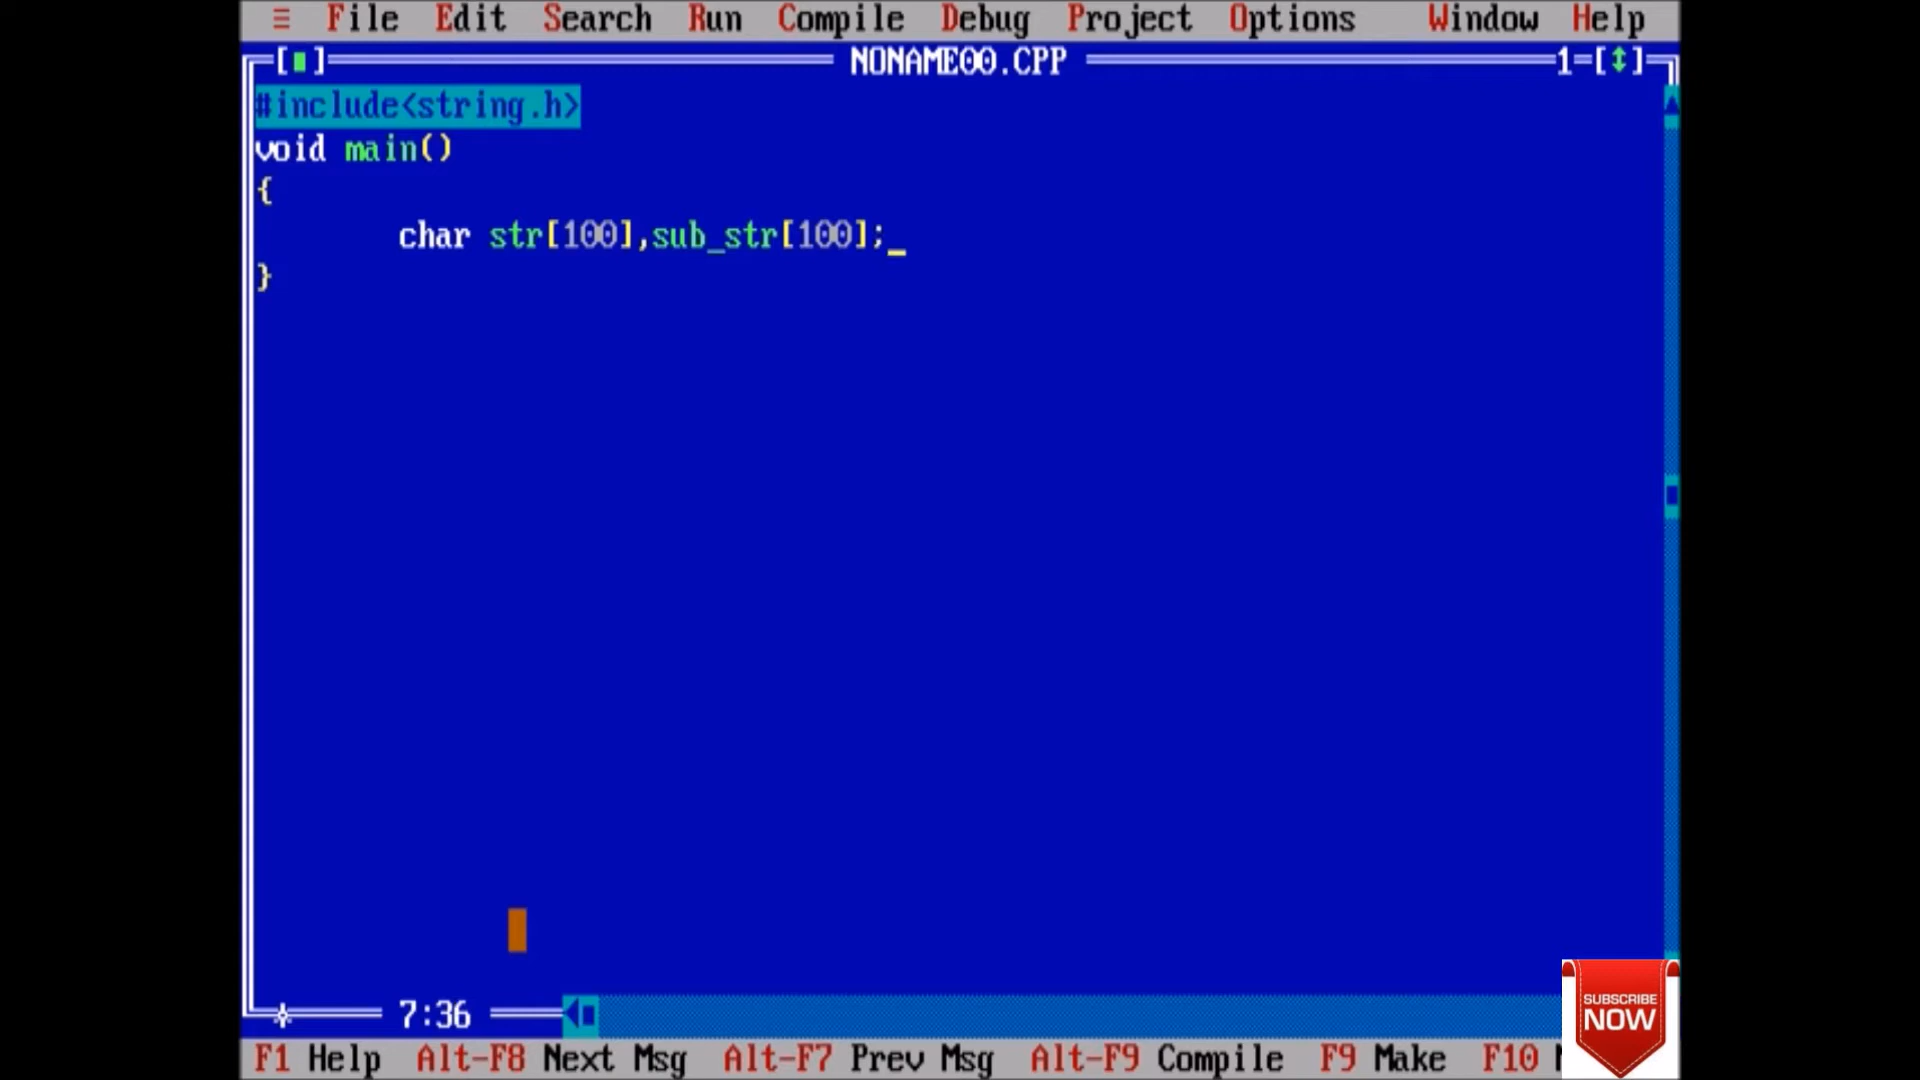 ≡ File Edit Search Run Compile Debug Project Options Window Help
[■] NONAME00.CPP 1=[↕]
#include<string.h>
void main()
{
char str[100],sub_str[100];_
}
7:36
F1 Help Alt-F8 Next Msg Alt-F7 Prev Msg Alt-F9 Compile F9 Make F10
SUBSCRIBE
NOW